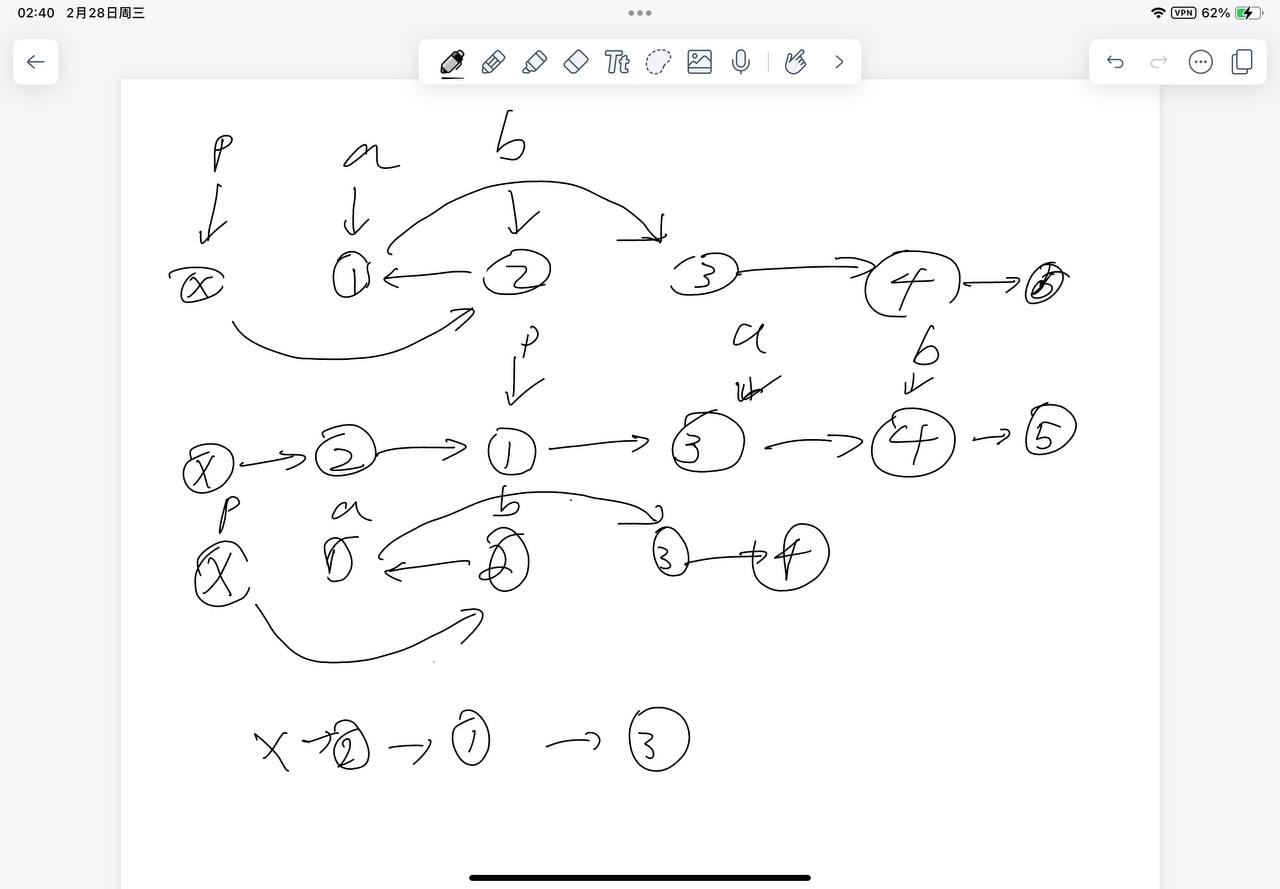 02:40 2月28日周三
VPN 62%
Tt
p a b
x 1 2 3 4 5
p a b
x 2 1 3 4 5
p a b
x 1 2 3 4
x → 2 → 1 → 3